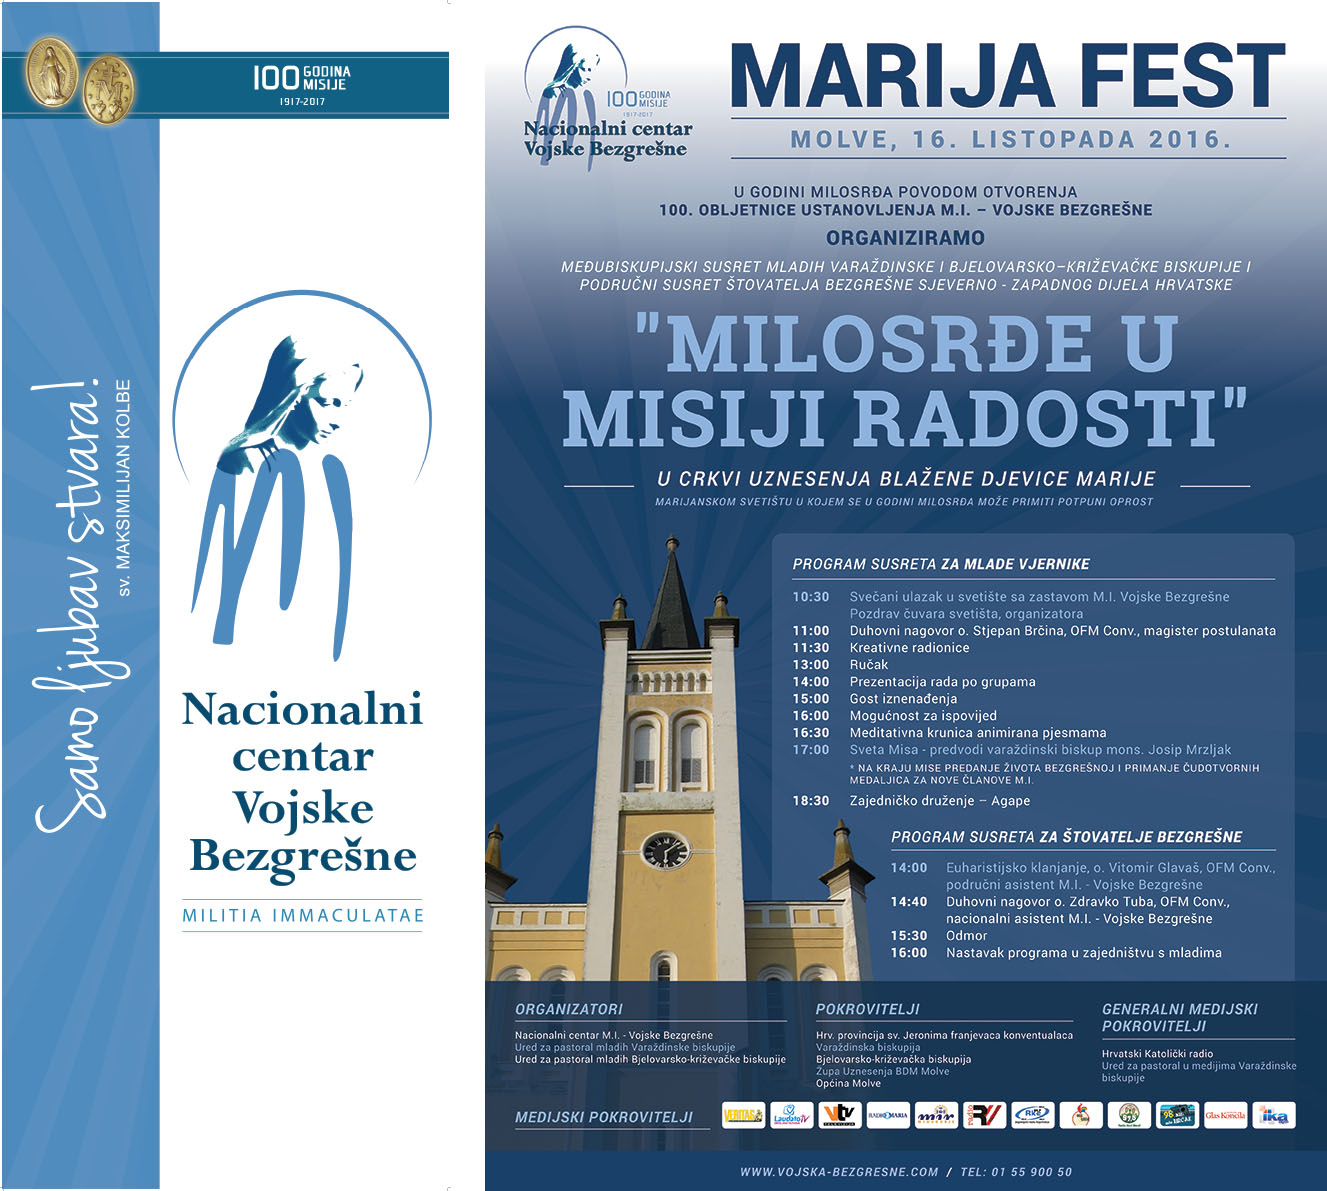 100 GODINA
MISIJE
1917-2017
Samo ljubav stvara!
sv. MAKSIMILIJAN KOLBE
Nacionalni
centar
Vojske
Bezgrešne
MILITIA IMMACULATAE
100 GODINA
MISIJE
1917-2017
Nacionalni centar
Vojske Bezgrešne
MARIJA FEST
MOLVE, 16. LISTOPADA 2016.
U GODINI MILOSRĐA POVODOM OTVORENJA
100. OBLJETNICE USTANOVLJENJA M.I. – VOJSKE BEZGREŠNE
ORGANIZIRAMO
MEĐUBISKUPIJSKI SUSRET MLADIH VARAŽDINSKE I BJELOVARSKO–KRIŽEVAČKE BISKUPIJE I
PODRUČNI SUSRET ŠTOVATELJA BEZGREŠNE SJEVERNO - ZAPADNOG DIJELA HRVATSKE
"MILOSRĐE U
MISIJI RADOSTI"
U CRKVI UZNESENJA BLAŽENE DJEVICE MARIJE
MARIJANSKOM SVETIŠTU U KOJEM SE U GODINI MILOSRĐA MOŽE PRIMITI POTPUNI OPROST
PROGRAM SUSRETA ZA MLADE VJERNIKE
10:30 Svečani ulazak u svetište sa zastavom M.I. Vojske Bezgrešne
Pozdrav čuvara svetišta, organizatora
11:00 Duhovni nagovor o. Stjepan Brčina, OFM Conv., magister postulanata
11:30 Kreativne radionice
13:00 Ručak
14:00 Prezentacija rada po grupama
15:00 Gost iznenađenja
16:00 Mogućnost za ispovijed
16:30 Meditativna krunica animirana pjesmama
17:00 Sveta Misa - predvodi varaždinski biskup mons. Josip Mrzljak
* NA KRAJU MISE PREDANJE ŽIVOTA BEZGREŠNOJ I PRIMANJE ČUDOTVORNIH
MEDALJICA ZA NOVE ČLANOVE M.I.
18:30 Zajedničko druženje – Agape
PROGRAM SUSRETA ZA ŠTOVATELJE BEZGREŠNE
14:00 Euharistijsko klanjanje, o. Vitomir Glavaš, OFM Conv.,
područni asistent M.I. - Vojske Bezgrešne
14:40 Duhovni nagovor o. Zdravko Tuba, OFM Conv.,
nacionalni asistent M.I. - Vojske Bezgrešne
15:30 Odmor
16:00 Nastavak programa u zajedništvu s mladima
ORGANIZATORI
Nacionalni centar M.I. - Vojske Bezgrešne
Ured za pastoral mladih Varaždinske biskupije
Ured za pastoral mladih Bjelovarsko-križevačke biskupije
POKROVITELJI
Hrv. provincija sv. Jeronima franjevaca konventualaca
Varaždinska biskupija
Bjelovarsko-križevačka biskupija
Župa Uznesenja BDM Molve
Općina Molve
GENERALNI MEDIJSKI
POKROVITELJI
Hrvatski Katolički radio
Ured za pastoral u medijima Varaždinske
biskupije
MEDIJSKI POKROVITELJI
VERITAS
Laudato TV
VTV
TELEVIZIJA
RADIO MARIA
mir
Glas Koncila
ika
WWW.VOJSKA-BEZGRESNE.COM / TEL: 01 55 900 50